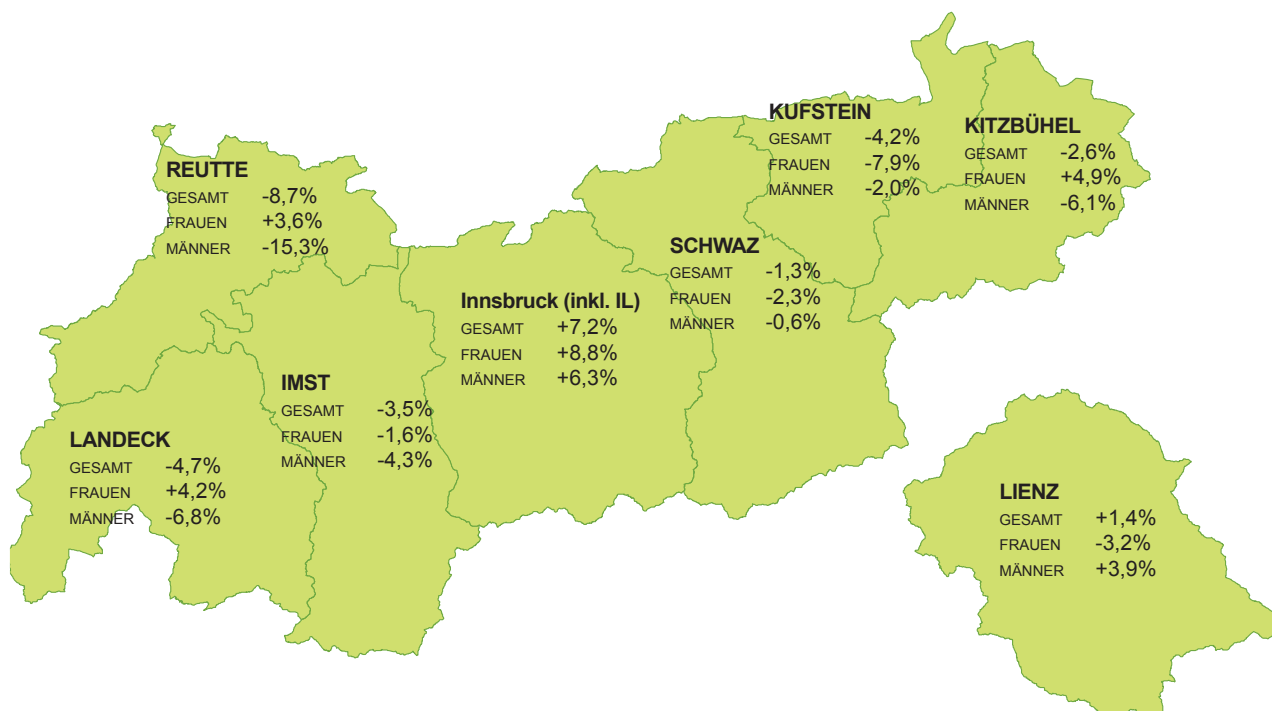 KUFSTEIN
GESAMT -4,2%
FRAUEN -7,9%
MÄNNER -2,0%
KITZBÜHEL
GESAMT -2,6%
FRAUEN +4,9%
MÄNNER -6,1%
REUTTE
GESAMT -8,7%
FRAUEN +3,6%
MÄNNER -15,3%
SCHWAZ
GESAMT -1,3%
FRAUEN -2,3%
MÄNNER -0,6%
Innsbruck (inkl. IL)
GESAMT +7,2%
FRAUEN +8,8%
MÄNNER +6,3%
IMST
GESAMT -3,5%
FRAUEN -1,6%
MÄNNER -4,3%
LANDECK
GESAMT -4,7%
FRAUEN +4,2%
MÄNNER -6,8%
LIENZ
GESAMT +1,4%
FRAUEN -3,2%
MÄNNER +3,9%